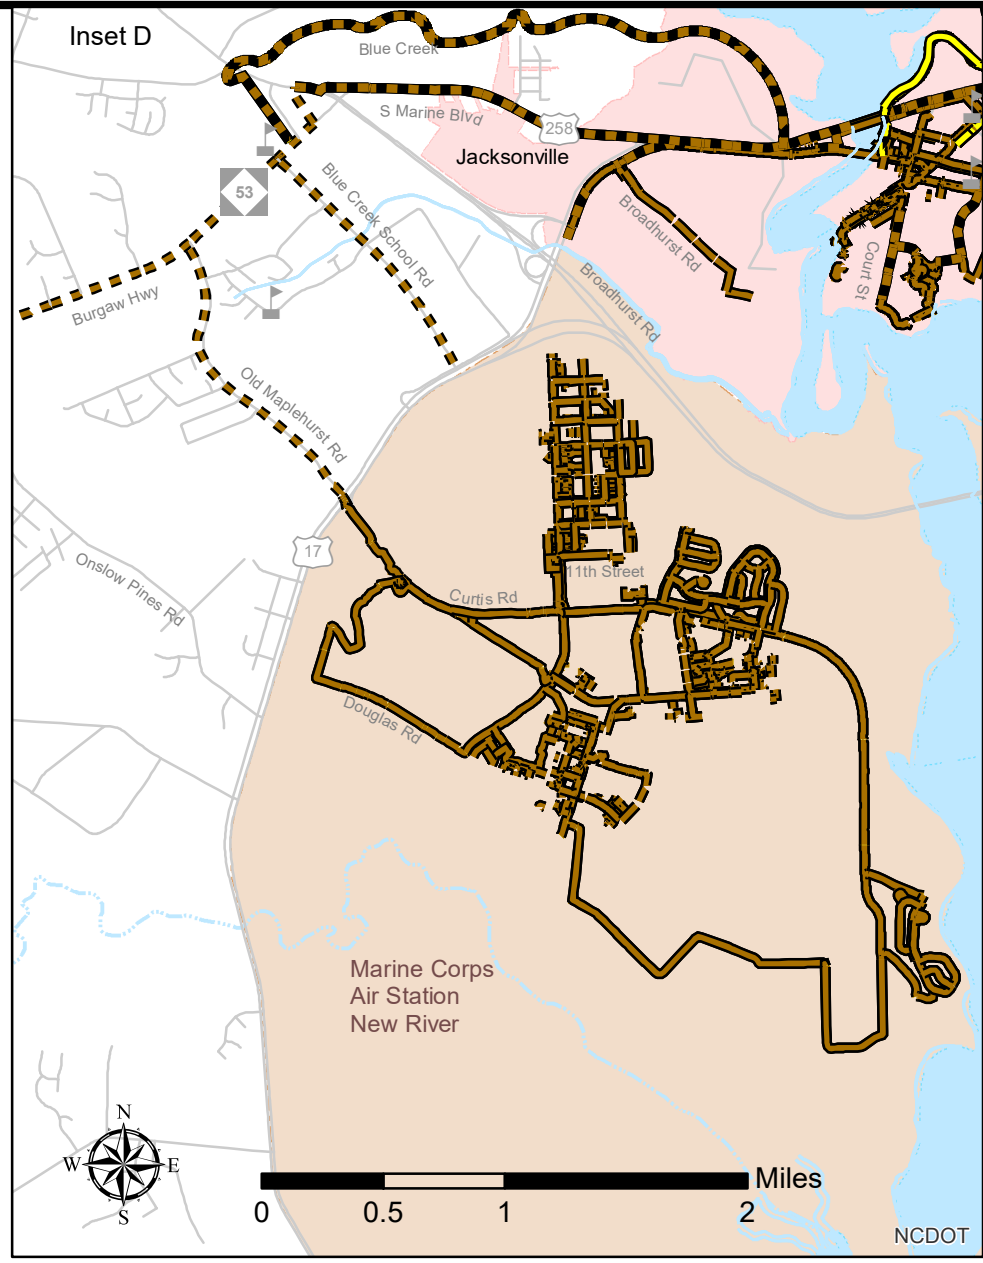 Inset D
Blue Creek
S Marine Blvd
258
Jacksonville
53
Blue Creek School Rd
Broadhurst Rd
Court St
Burgaw Hwy
Broadhurst Rd
Old Maplehurst Rd
17
Onslow Pines Rd
11th Street
Curtis Rd
Douglas Rd
Marine Corps
Air Station
New River
N
W E
S
Miles
0 0.5 1 2
NCDOT